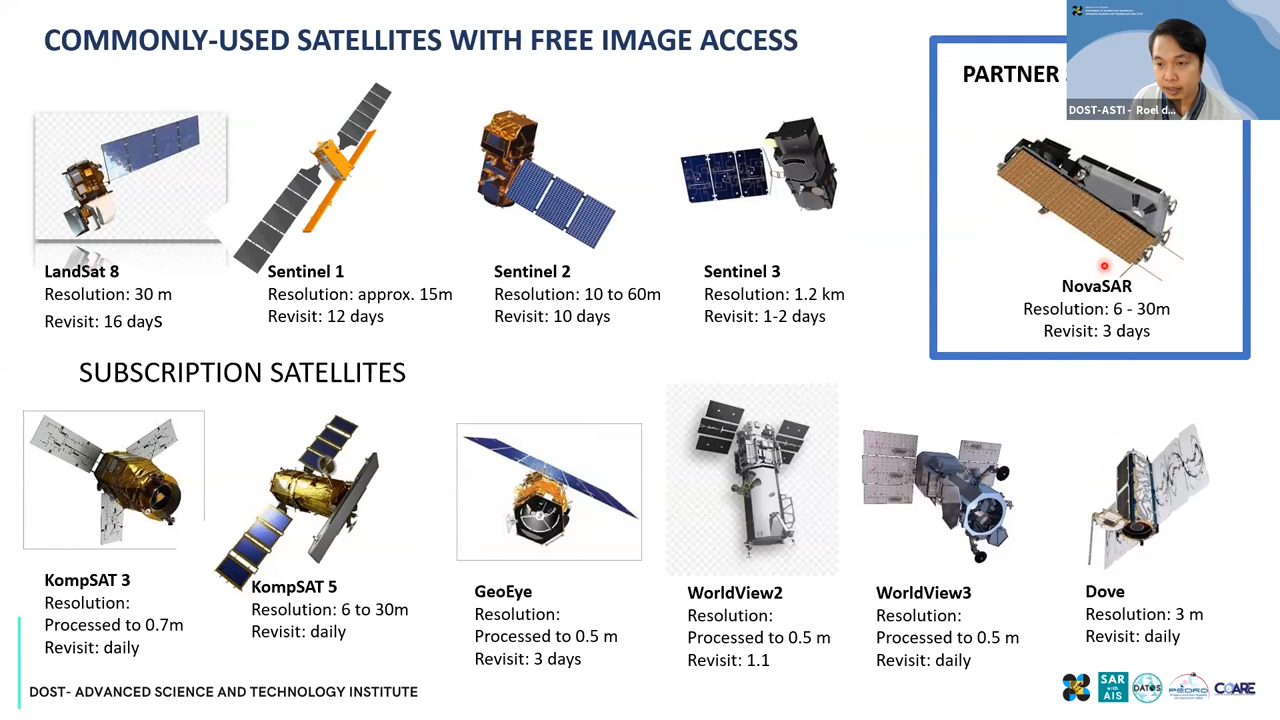 COMMONLY-USED SATELLITES WITH FREE IMAGE ACCESS
PARTNER
DOST-ASTI - Roel d...
LandSat 8
Resolution: 30 m
Revisit: 16 dayS
Sentinel 1
Resolution: approx. 15m
Revisit: 12 days
Sentinel 2
Resolution: 10 to 60m
Revisit: 10 days
Sentinel 3
Resolution: 1.2 km
Revisit: 1-2 days
NovaSAR
Resolution: 6 - 30m
Revisit: 3 days
SUBSCRIPTION SATELLITES
KompSAT 3
Resolution:
Processed to 0.7m
Revisit: daily
KompSAT 5
Resolution: 6 to 30m
Revisit: daily
GeoEye
Resolution:
Processed to 0.5 m
Revisit: 3 days
WorldView2
Resolution:
Processed to 0.5 m
Revisit: 1.1
WorldView3
Resolution:
Processed to 0.5 m
Revisit: daily
Dove
Resolution: 3 m
Revisit: daily
DOST- ADVANCED SCIENCE AND TECHNOLOGY INSTITUTE
SAR
with
AIS
DATOS
PEDRO
COARE